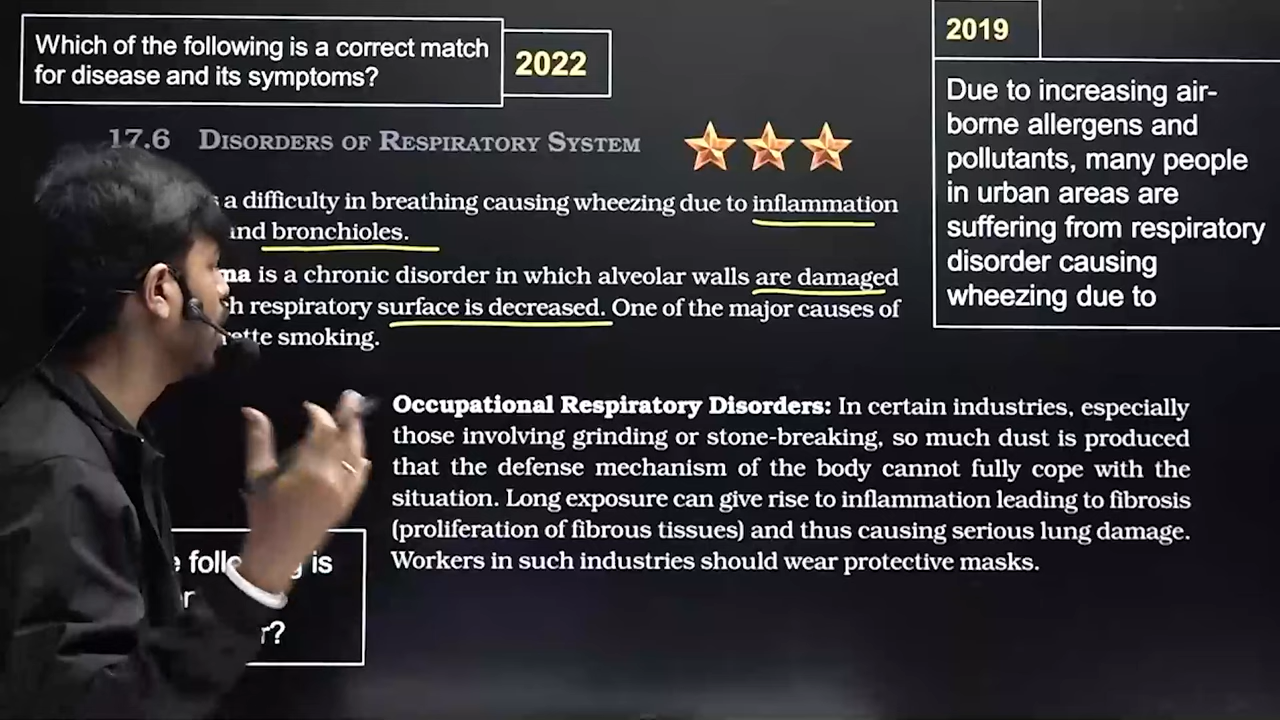 Which of the following is a correct match
for disease and its symptoms?
2022
2019
Due to increasing air-
borne allergens and
pollutants, many people
in urban areas are
suffering from respiratory
disorder causing
wheezing due to
17.6 DISORDERS OF RESPIRATORY SYSTEM
a difficulty in breathing causing wheezing due to inflammation
and bronchioles.
is a chronic disorder in which alveolar walls are damaged
respiratory surface is decreased. One of the major causes of
smoking.
Occupational Respiratory Disorders: In certain industries, especially
those involving grinding or stone-breaking, so much dust is produced
that the defense mechanism of the body cannot fully cope with the
situation. Long exposure can give rise to inflammation leading to fibrosis
(proliferation of fibrous tissues) and thus causing serious lung damage.
Workers in such industries should wear protective masks.
is